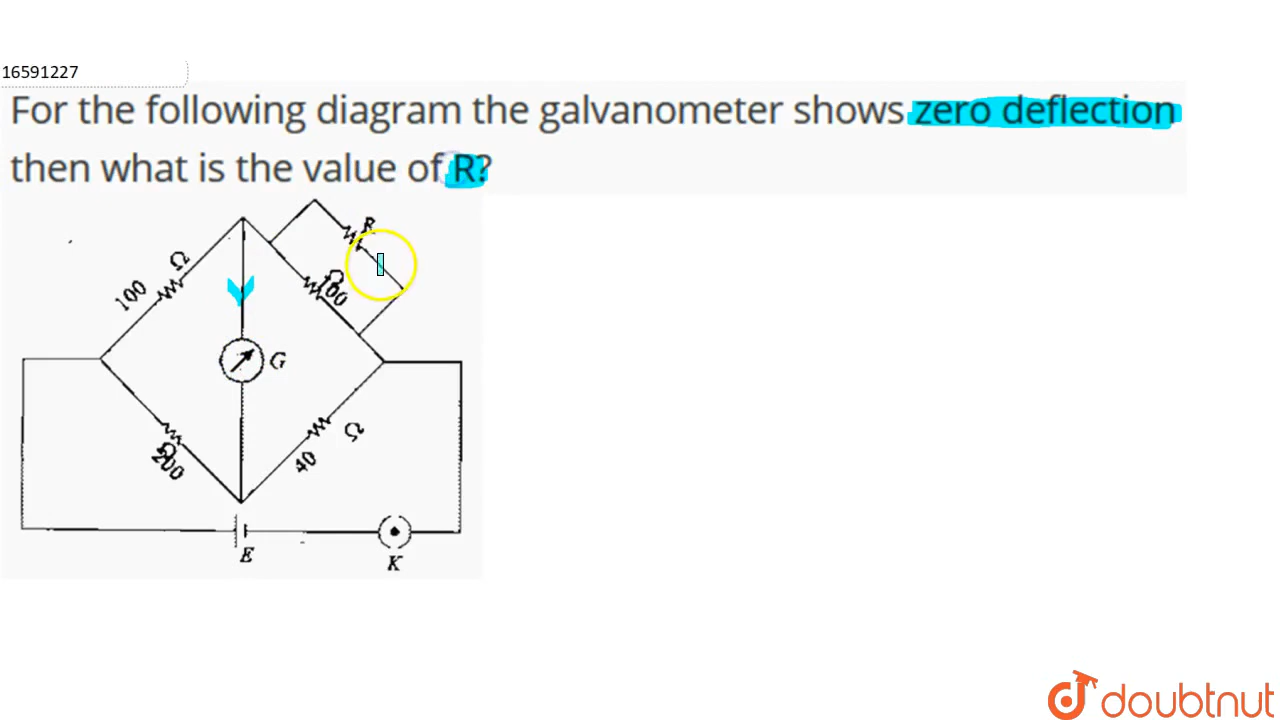 16591227
For the following diagram the galvanometer shows zero deflection
then what is the value of R?
R
100 Ω
Ω
100
G
Ω
200
40 Ω
E
K
doubtnut